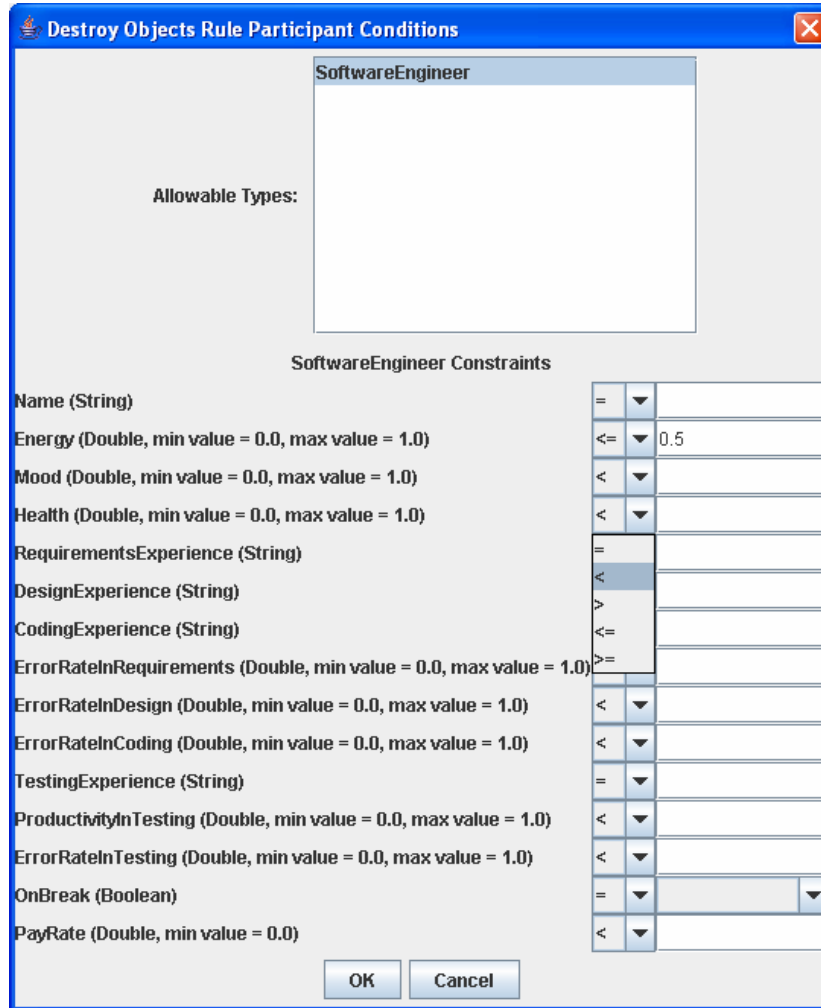 Destroy Objects Rule Participant Conditions
SoftwareEngineer
Allowable Types:
SoftwareEngineer Constraints
Name (String) =
Energy (Double, min value = 0.0, max value = 1.0) <= 0.5
Mood (Double, min value = 0.0, max value = 1.0) <
Health (Double, min value = 0.0, max value = 1.0) <
RequirementsExperience (String) =
<
DesignExperience (String)
>
CodingExperience (String) <=
ErrorRateInRequirements (Double, min value = 0.0, max value = 1.0) >=
ErrorRateInDesign (Double, min value = 0.0, max value = 1.0) <
ErrorRateInCoding (Double, min value = 0.0, max value = 1.0) <
TestingExperience (String) =
ProductivityInTesting (Double, min value = 0.0, max value = 1.0) <
ErrorRateInTesting (Double, min value = 0.0, max value = 1.0) <
OnBreak (Boolean) =
PayRate (Double, min value = 0.0) <
OK Cancel